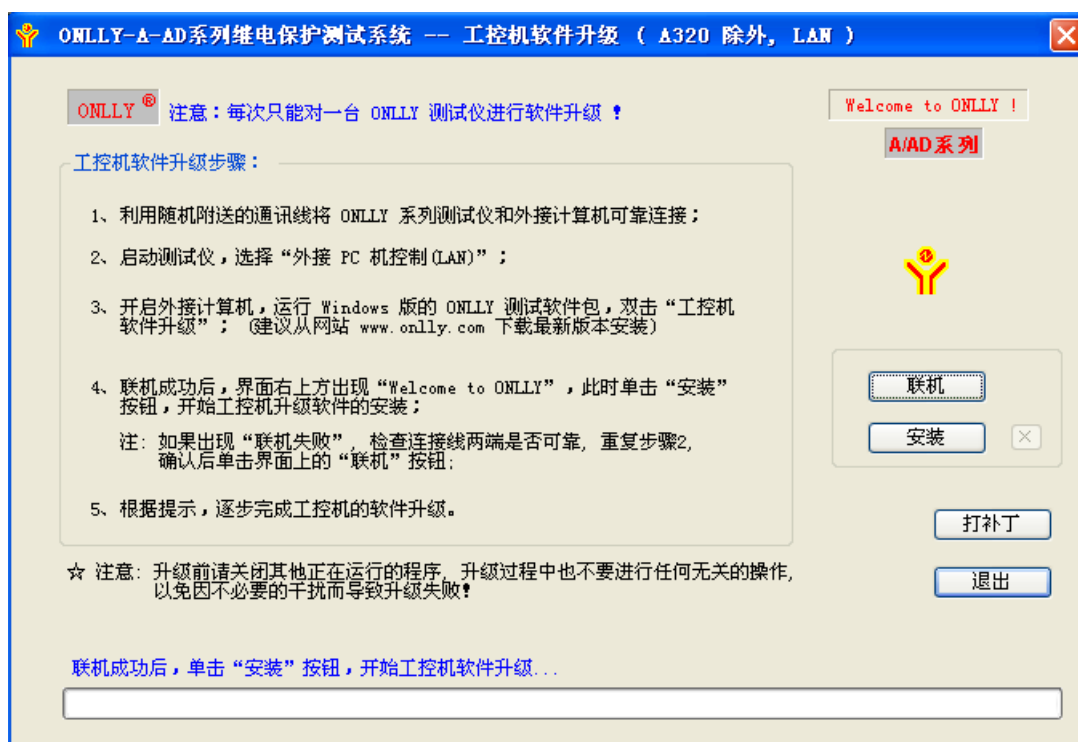 ONLLY-A-AD系列继电保护测试系统 -- 工控机软件升级 ( A320 除外, LAN )
ONLLY ® 注意：每次只能对一台 ONLLY 测试仪进行软件升级 ！
Welcome to ONLLY !
A/AD系列
工控机软件升级步骤：
1、利用随机附送的通讯线将 ONLLY 系列测试仪和外接计算机可靠连接；
2、启动测试仪，选择“外接 PC 机控制(LAN)”；
3、开启外接计算机，运行 Windows 版的 ONLLY 测试软件包，双击“工控机
软件升级”； (建议从网站 www.onlly.com 下载最新版本安装)
4、联机成功后，界面右上方出现“Welcome to ONLLY”，此时单击“安装”
按钮，开始工控机升级软件的安装；
注: 如果出现“联机失败”, 检查连接线两端是否可靠, 重复步骤2,
确认后单击界面上的“联机”按钮;
5、根据提示，逐步完成工控机的软件升级。
联机
安装
打补丁
退出
☆ 注意: 升级前请关闭其他正在运行的程序, 升级过程中也不要进行任何无关的操作,
以免因不必要的干扰而导致升级失败!
联机成功后，单击“安装”按钮，开始工控机软件升级...